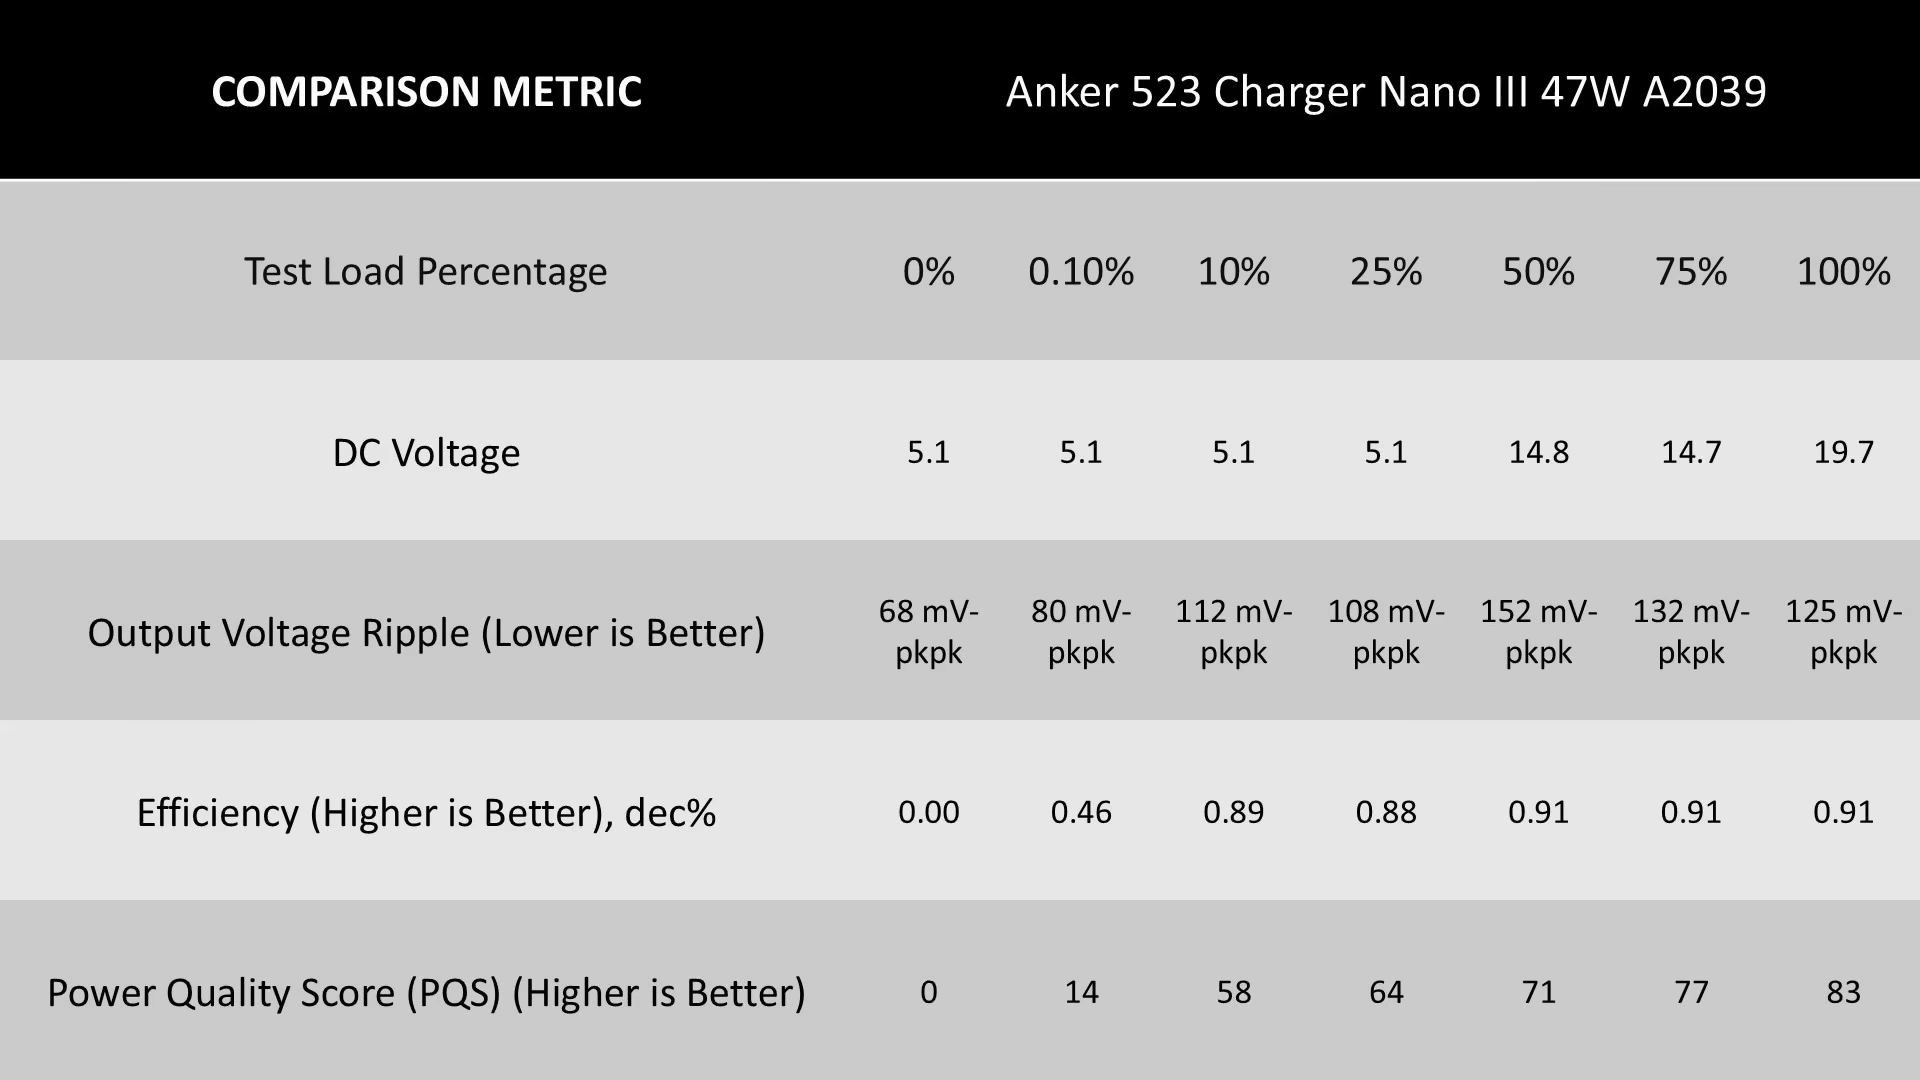 COMPARISON METRIC Anker 523 Charger Nano III 47W A2039
Test Load Percentage 0% 0.10% 10% 25% 50% 75% 100%
DC Voltage 5.1 5.1 5.1 5.1 14.8 14.7 19.7
Output Voltage Ripple (Lower is Better) 68 mV-pkpk 80 mV-pkpk 112 mV-pkpk 108 mV-pkpk 152 mV-pkpk 132 mV-pkpk 125 mV-pkpk
Efficiency (Higher is Better), dec% 0.00 0.46 0.89 0.88 0.91 0.91 0.91
Power Quality Score (PQS) (Higher is Better) 0 14 58 64 71 77 83